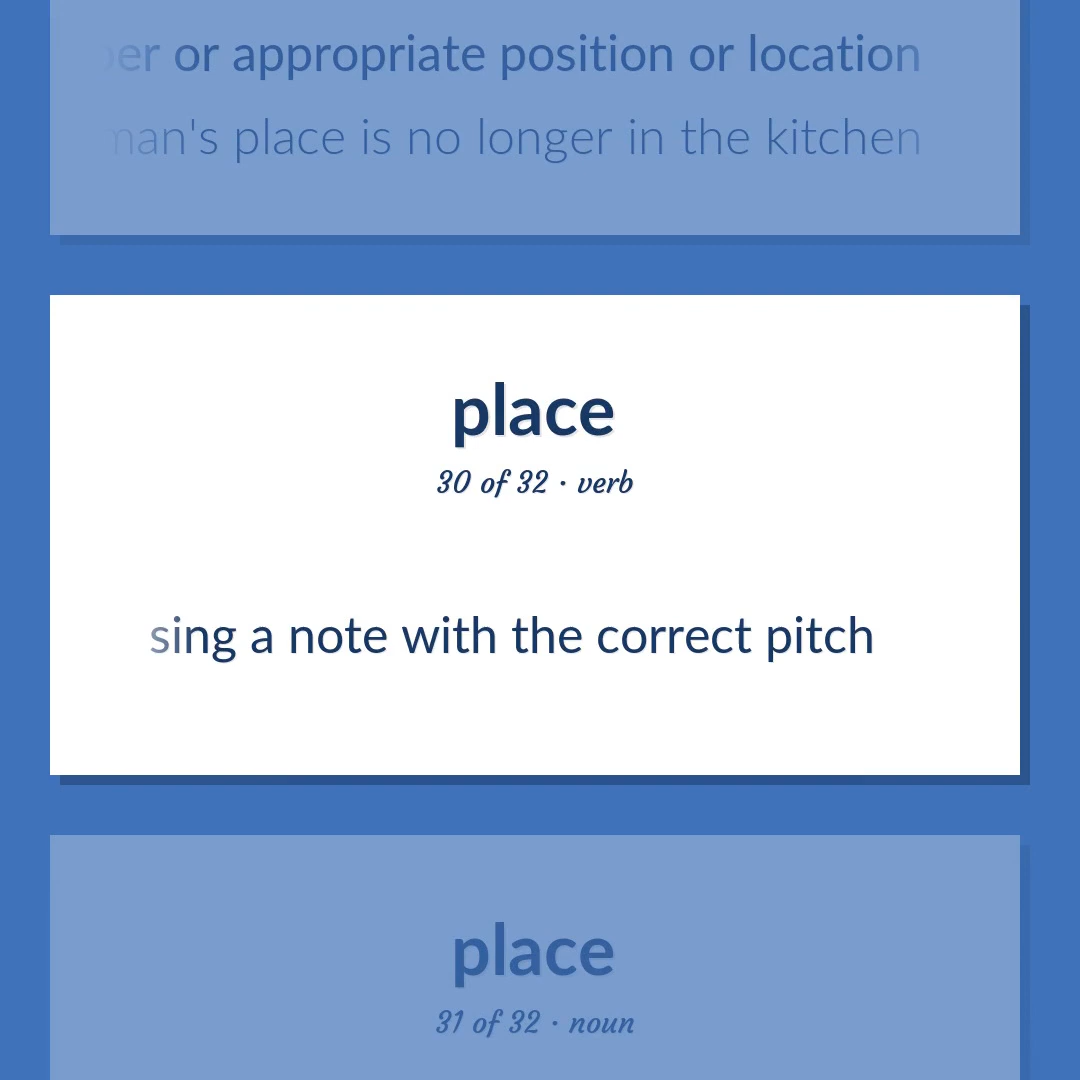 or appropriate position or location
place is no longer in the kitchen
place
30 of 32 · verb
sing a note with the correct pitch
place
31 of 32 · noun